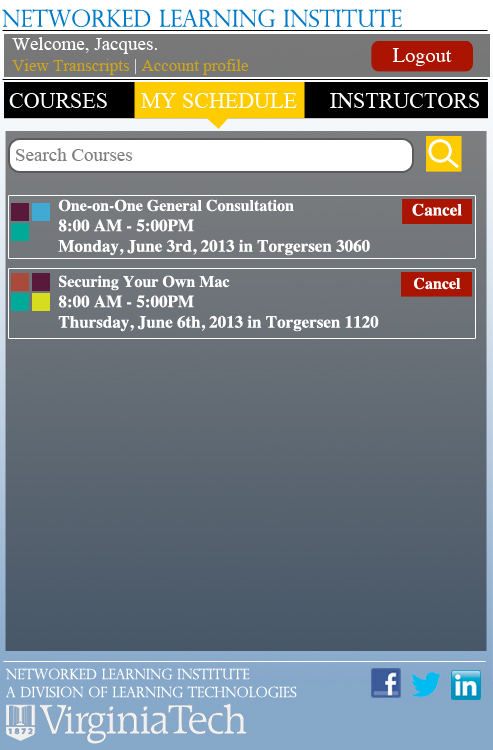 NETWORKED LEARNING INSTITUTE
Welcome, Jacques.
View Transcripts | Account profile
Logout
COURSES
MY SCHEDULE
INSTRUCTORS
Search Courses
One-on-One General Consultation
8:00 AM - 5:00PM
Monday, June 3rd, 2013 in Torgersen 3060
Cancel
Securing Your Own Mac
8:00 AM - 5:00PM
Thursday, June 6th, 2013 in Torgersen 1120
Cancel
NETWORKED LEARNING INSTITUTE
A DIVISION OF LEARNING TECHNOLOGIES
1872 VirginiaTech
f
in